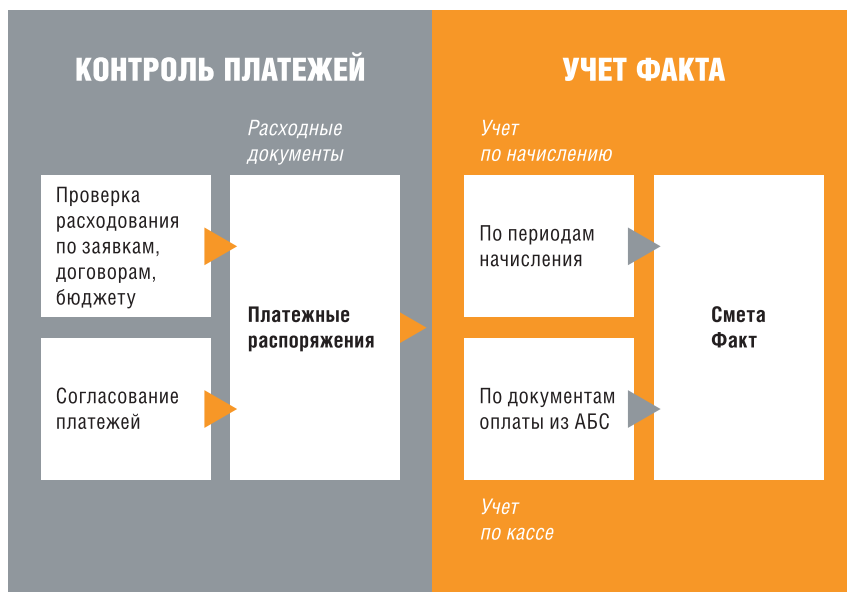 КОНТРОЛЬ ПЛАТЕЖЕЙ
Расходные
документы
Проверка
расходования
по заявкам,
договорам,
бюджету
Согласование
платежей
Платежные
распоряжения
УЧЕТ ФАКТА
Учет
по начислению
По периодам
начисления
По документам
оплаты из АБС
Смета
Факт
Учет
по кассе